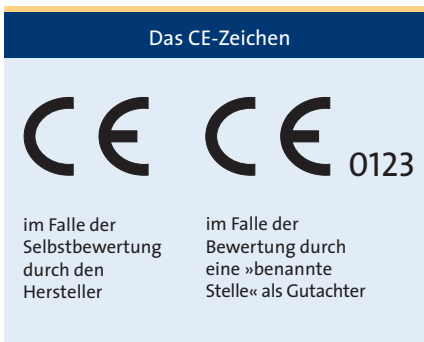 Das CE-Zeichen
CE CE 0123
im Falle der
Selbstbewertung
durch den
Hersteller
im Falle der
Bewertung durch
eine »benannte
Stelle« als Gutachter